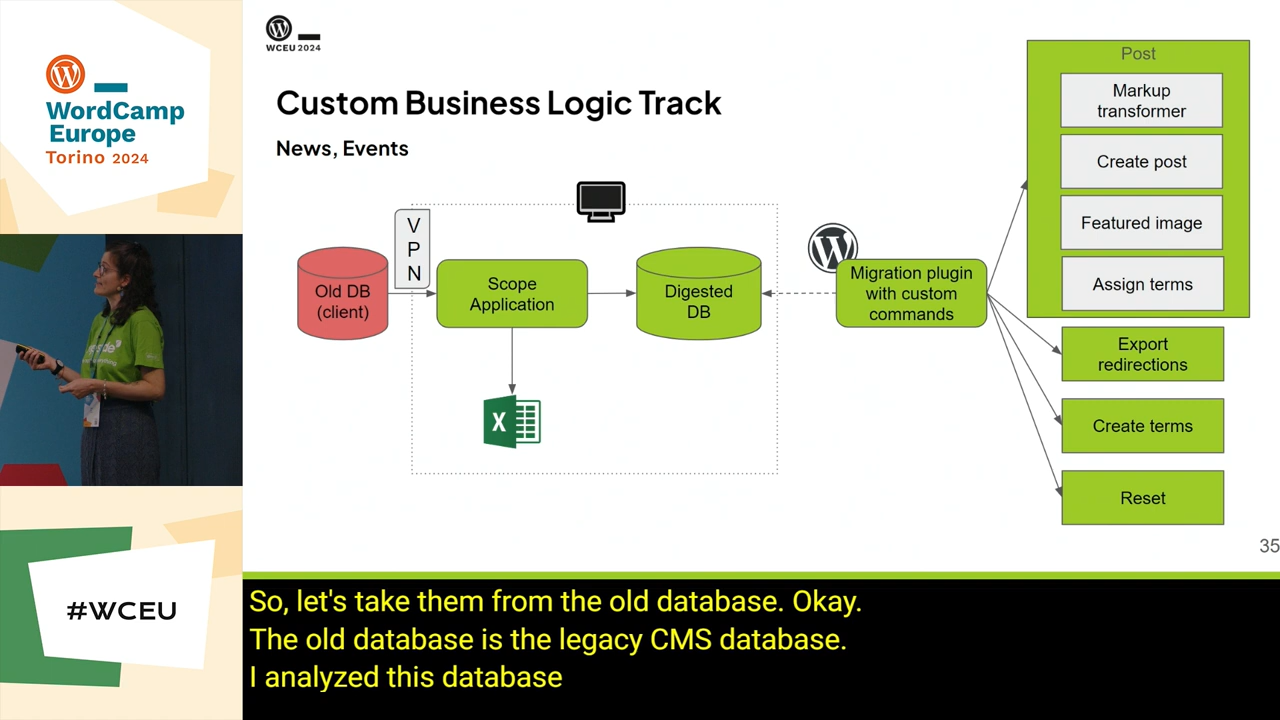 WordCamp
Europe
Torino 2024
#WCEU
WCEU 2024
Custom Business Logic Track
News, Events
Old DB
(client)
V
P
N
Scope
Application
X
Digested
DB
Migration plugin
with custom
commands
Post
Markup
transformer
Create post
Featured image
Assign terms
Export
redirections
Create terms
Reset
35
So, let's take them from the old database. Okay.
The old database is the legacy CMS database.
I analyzed this database